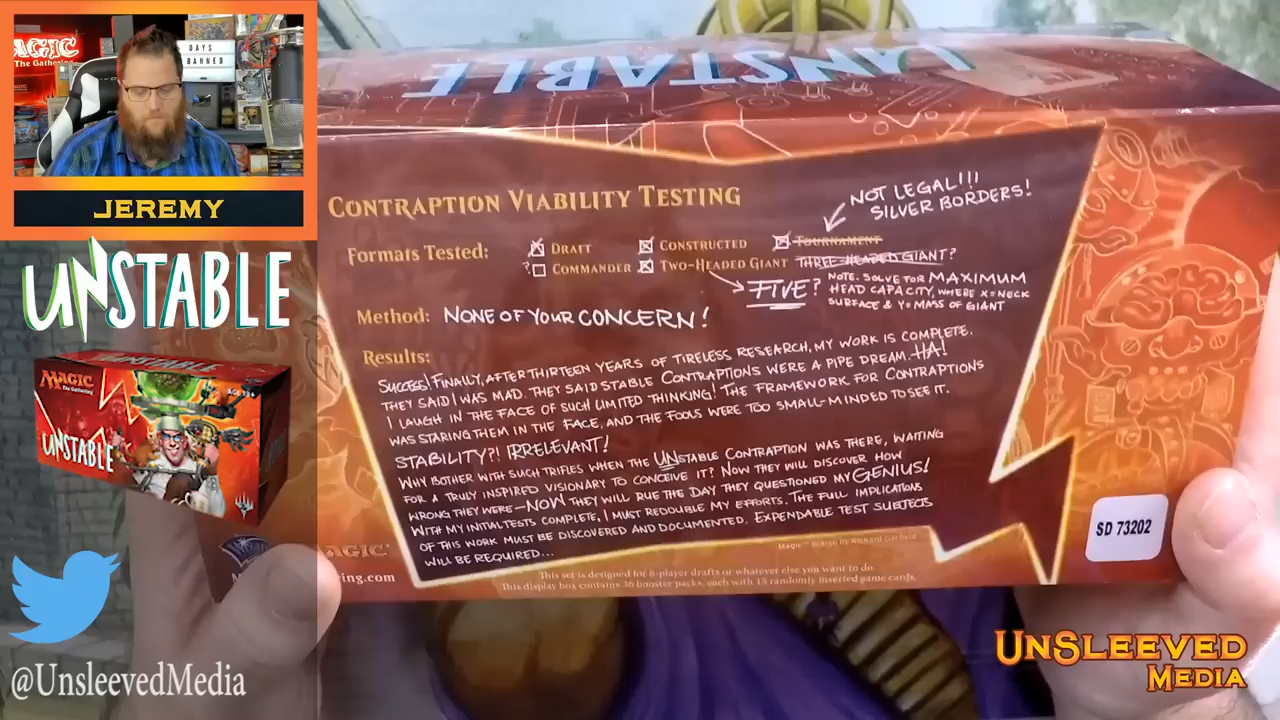 MAGIC
The Gathering
DAYS
BANNED
JEREMY
UNSTABLE
MAGIC
The Gathering
UNSTABLE
UNSTABLE
@UnsleevedMedia
UNSTABLE
CONTRAPTION VIABILITY TESTING
NOT LEGAL!!!
SILVER BORDERS!
Formats Tested: DRAFT CONSTRUCTED TOURNAMENT
? COMMANDER TWO-HEADED GIANT THREE-HEADED GIANT?
FIVE? NOTE: SOLVE FOR MAXIMUM
HEAD CAPACITY, WHERE X=NECK
SURFACE & Y=MASS OF GIANT
Method: NONE OF YOUR CONCERN!
Results:
SUCCESS! FINALLY, AFTER THIRTEEN YEARS OF TIRELESS RESEARCH, MY WORK IS COMPLETE.
THEY SAID I WAS MAD. THEY SAID STABLE CONTRAPTIONS WERE A PIPE DREAM. HA!
I LAUGH IN THE FACE OF SUCH LIMITED THINKING! THE FRAMEWORK FOR CONTRAPTIONS
WAS STARING THEM IN THE FACE, AND THE FOOLS WERE TOO SMALL-MINDED TO SEE IT.
STABILITY?! IRRELEVANT!
WHY BOTHER WITH SUCH TRIFLES WHEN THE UNSTABLE CONTRAPTION WAS THERE, WAITING
FOR A TRULY INSPIRED VISIONARY TO CONCEIVE IT? NOW THEY WILL DISCOVER HOW
WRONG THEY WERE—NOW THEY WILL RUE THE DAY THEY QUESTIONED MY GENIUS!
WITH MY INITIAL TESTS COMPLETE, I MUST REDOUBLE MY EFFORTS. THE FULL IMPLICATIONS
OF THIS WORK MUST BE DISCOVERED AND DOCUMENTED. EXPENDABLE TEST SUBJECTS
WILL BE REQUIRED...
SD 73202
MAGIC
Magic design by Richard Garfield
ing.com
This set is designed for 8-player drafts or whatever else you want to do.
This display box contains 36 booster packs, each with 15 randomly inserted game cards.
UNSLEEVED
MEDIA